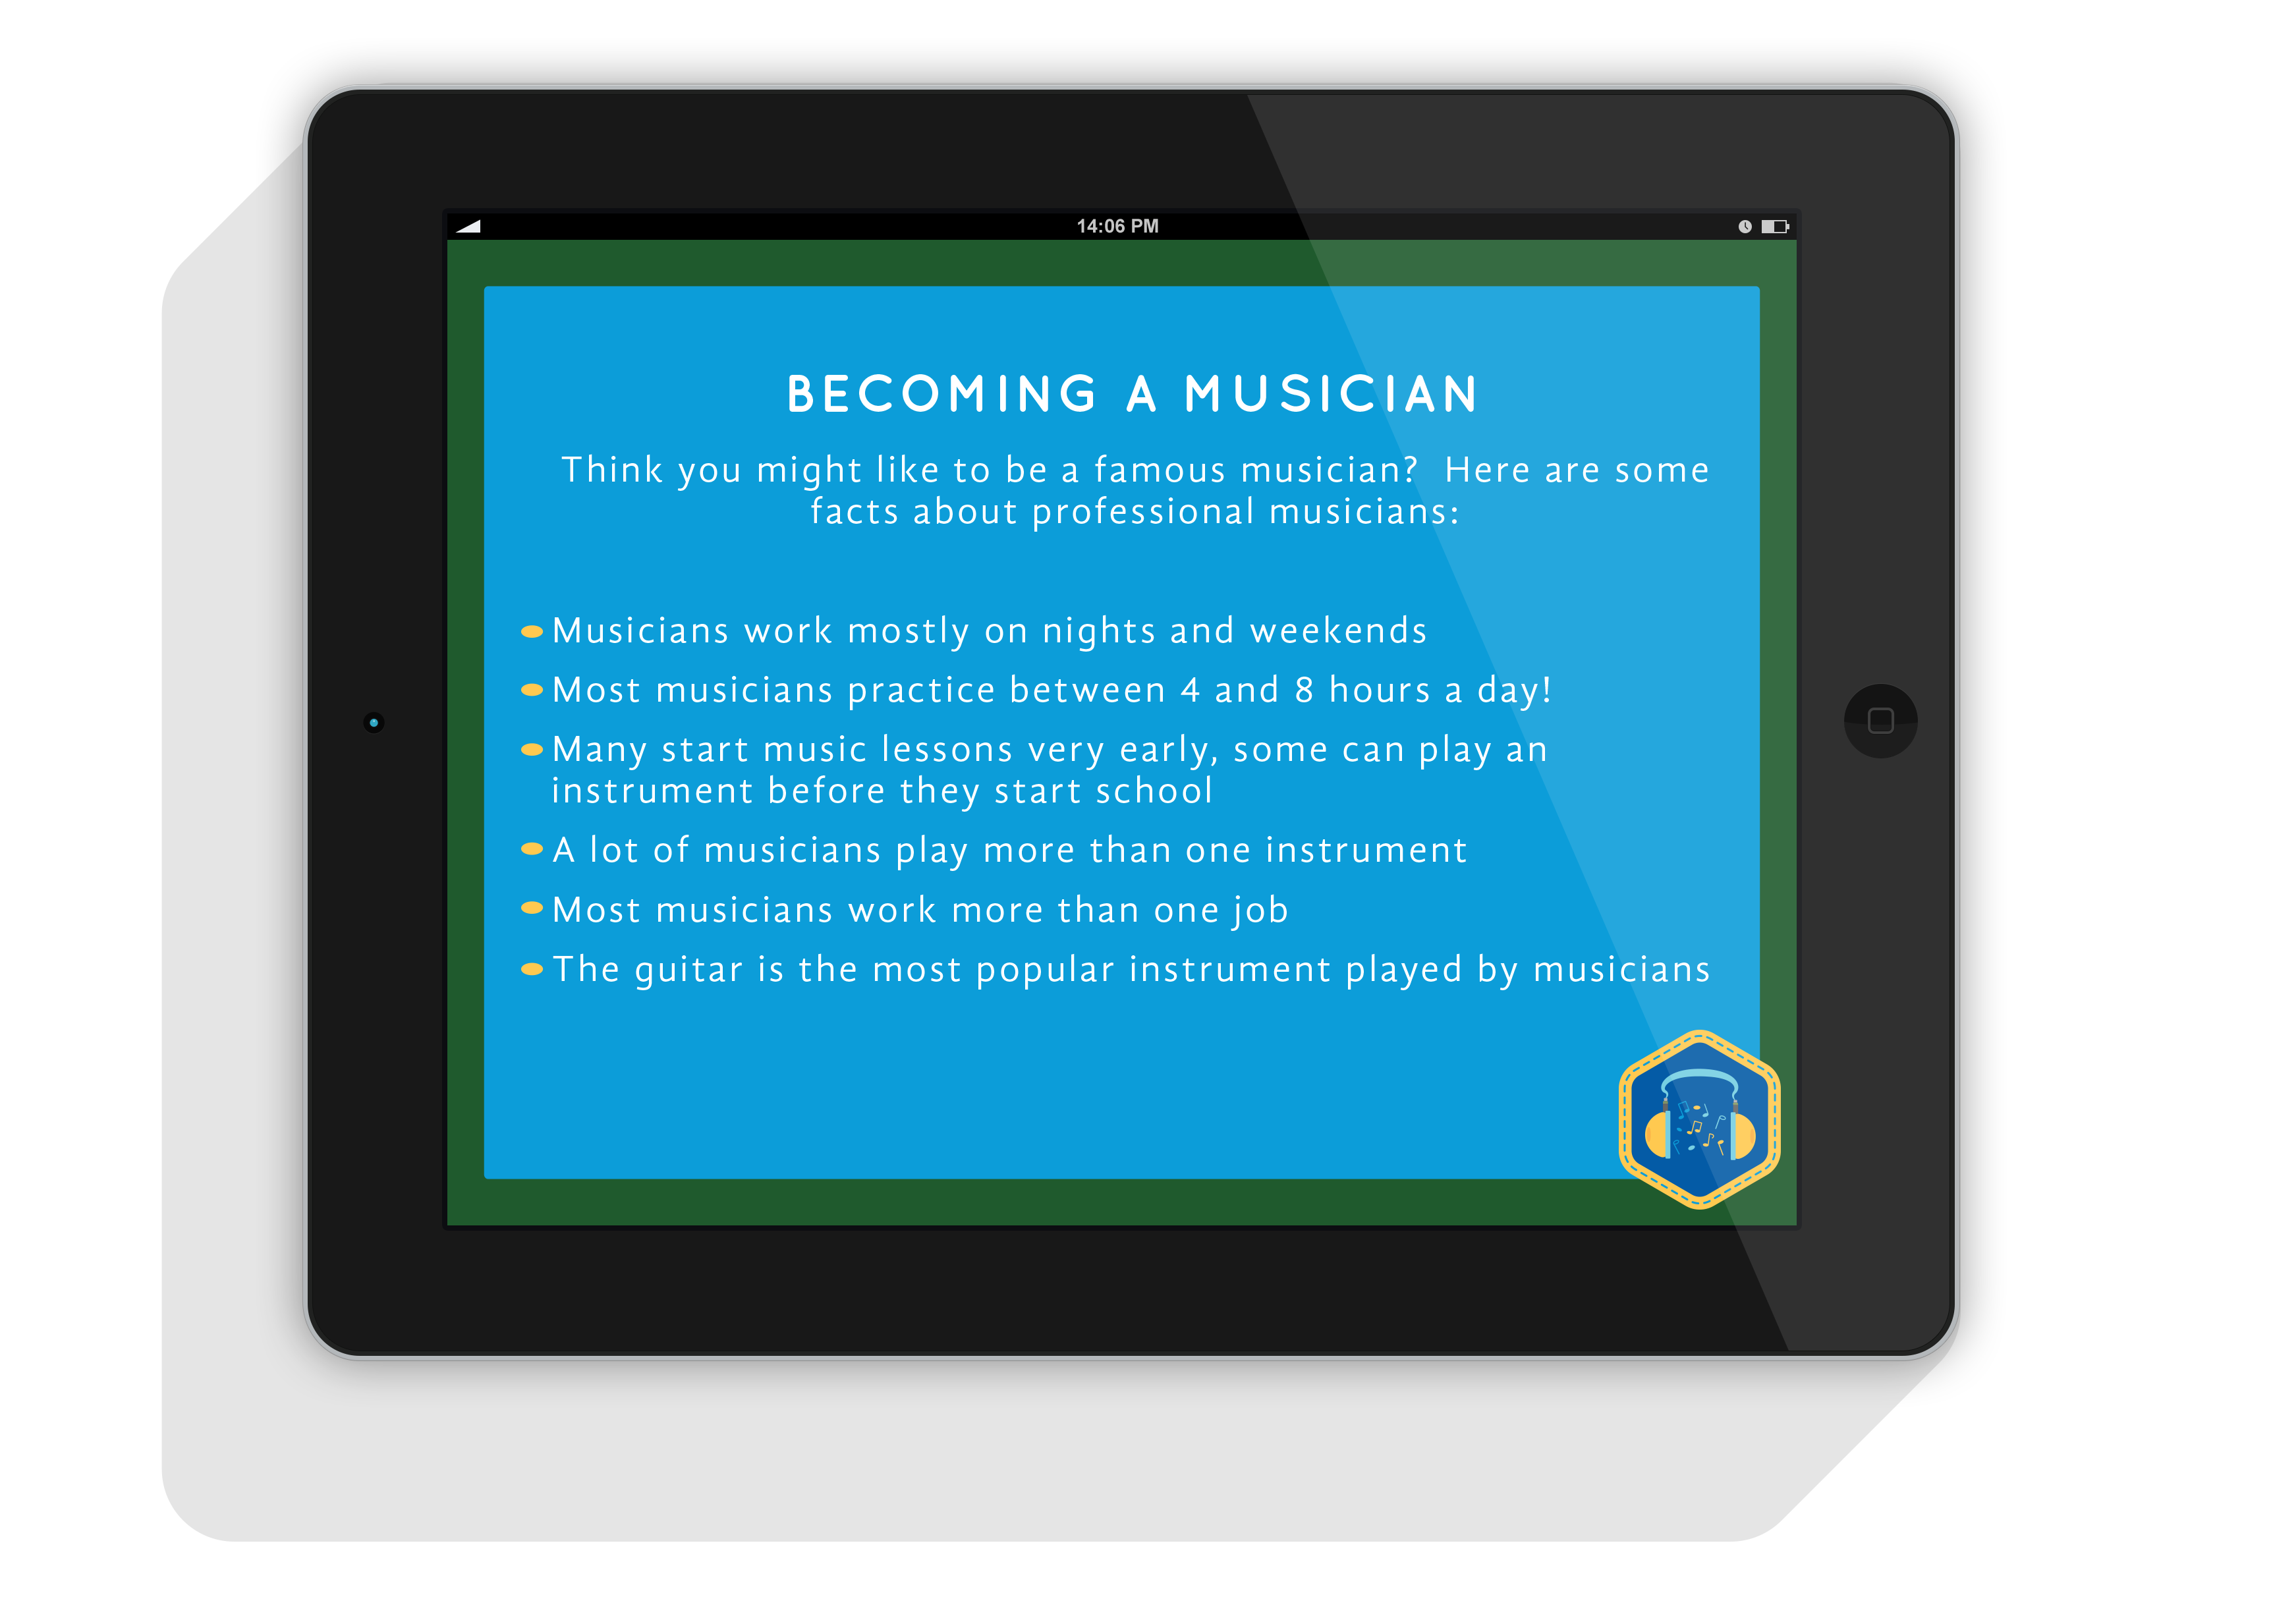 14:06 PM
BECOMING A MUSICIAN
Think you might like to be a famous musician?  Here are some
facts about professional musicians:
Musicians work mostly on nights and weekends
Most musicians practice between 4 and 8 hours a day!
Many start music lessons very early, some can play an
instrument before they start school
A lot of musicians play more than one instrument
Most musicians work more than one job
The guitar is the most popular instrument played by musicians